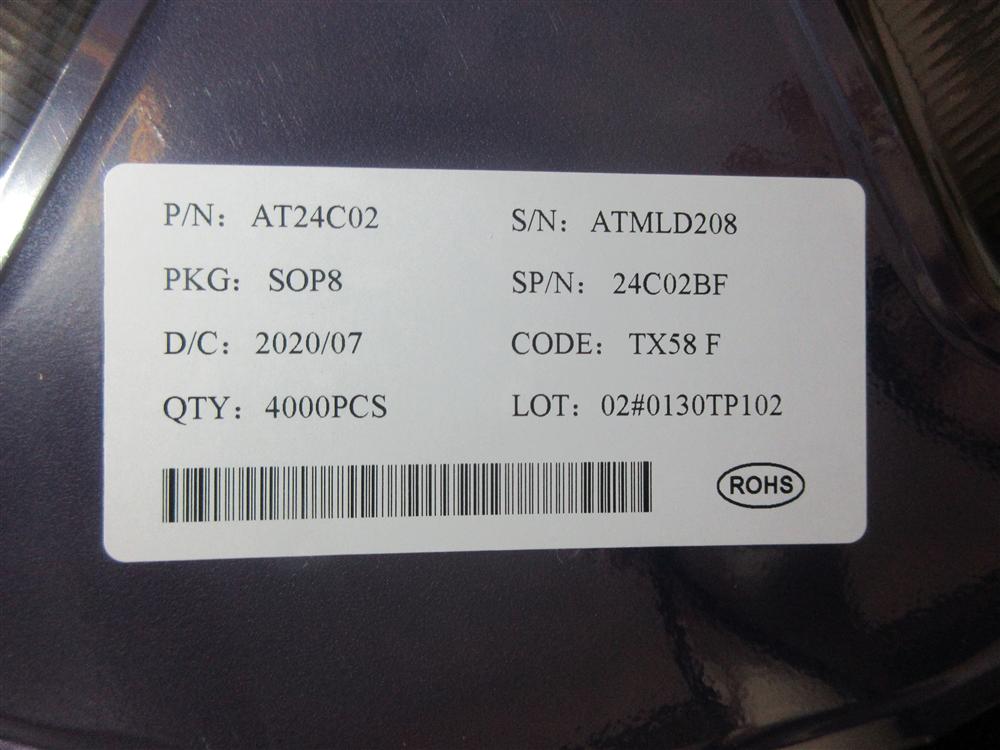 P/N： AT24C02 S/N： ATMLD208
PKG： SOP8 SP/N： 24C02BF
D/C： 2020/07 CODE： TX58 F
QTY： 4000PCS LOT： 02#0130TP102
ROHS